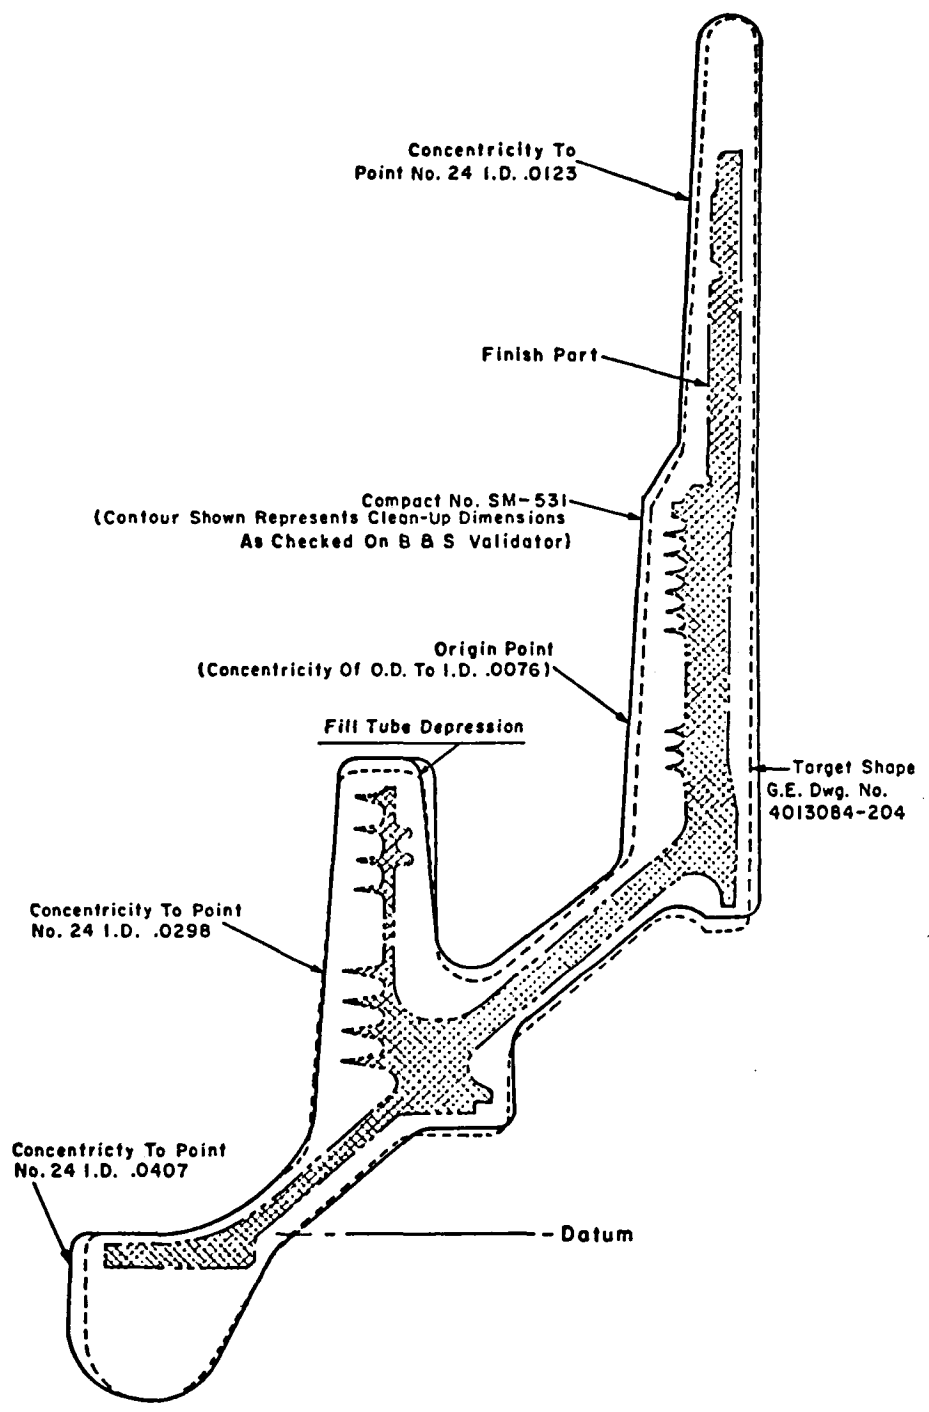 Concentricity To
Point No. 24 I.D. .0123
Finish Part
Compact No. SM-531
(Contour Shown Represents Clean-Up Dimensions
As Checked On B & S Validator)
Origin Point
(Concentricity Of O.D. To I.D. .0076)
Fill Tube Depression
Target Shape
G.E. Dwg. No.
4013084-204
Concentricity To Point
No. 24 I.D. .0298
Concentricty To Point
No. 24 I.D. .0407
Datum